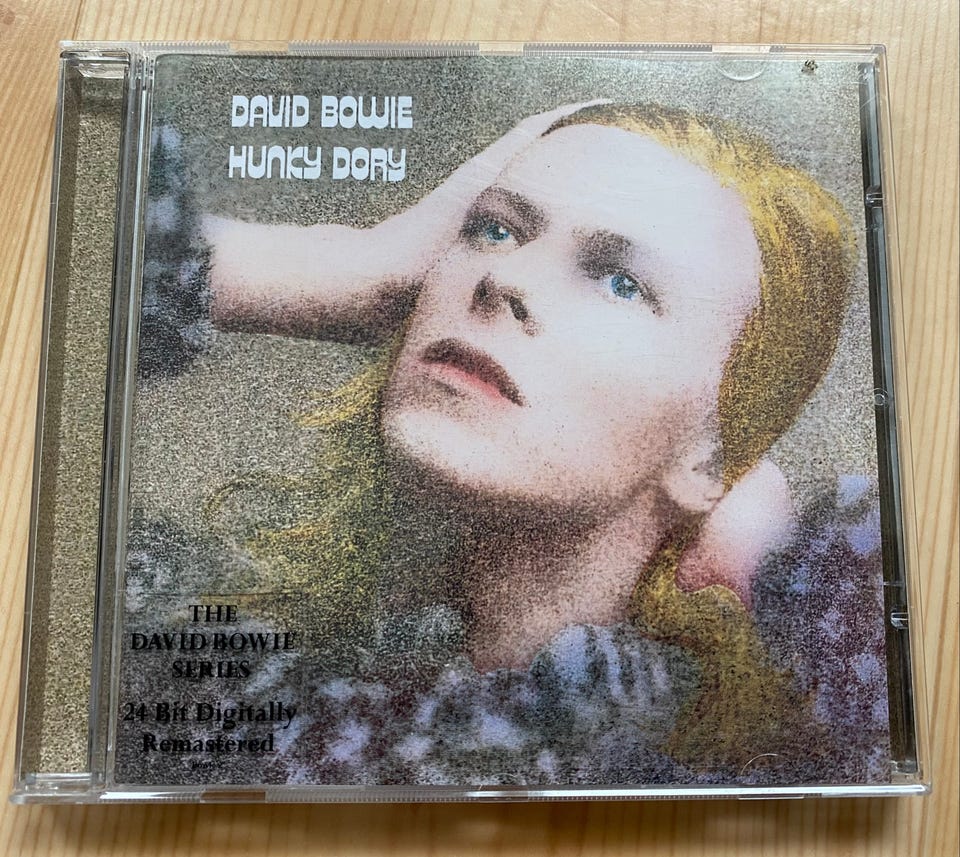 DAVID BOWIE
HUNKY DORY
THE
DAVID BOWIE
SERIES
24 Bit Digitally
Remastered